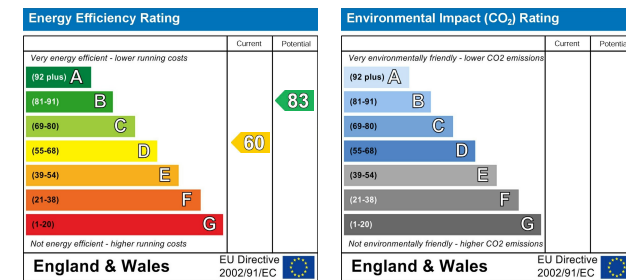 Energy Efficiency Rating
Current Potential
Very energy efficient - lower running costs
(92 plus) A
(81-91) B
83
(69-80) C
(55-68) D
60
(39-54) E
(21-38) F
(1-20) G
Not energy efficient - higher running costs
England & Wales
EU Directive
2002/91/EC
Environmental Impact (CO₂) Rating
Current Potential
Very environmentally friendly - lower CO2 emissions
(92 plus) A
(81-91) B
(69-80) C
(55-68) D
(39-54) E
(21-38) F
(1-20) G
Not environmentally friendly - higher CO2 emissions
England & Wales
EU Directive
2002/91/EC